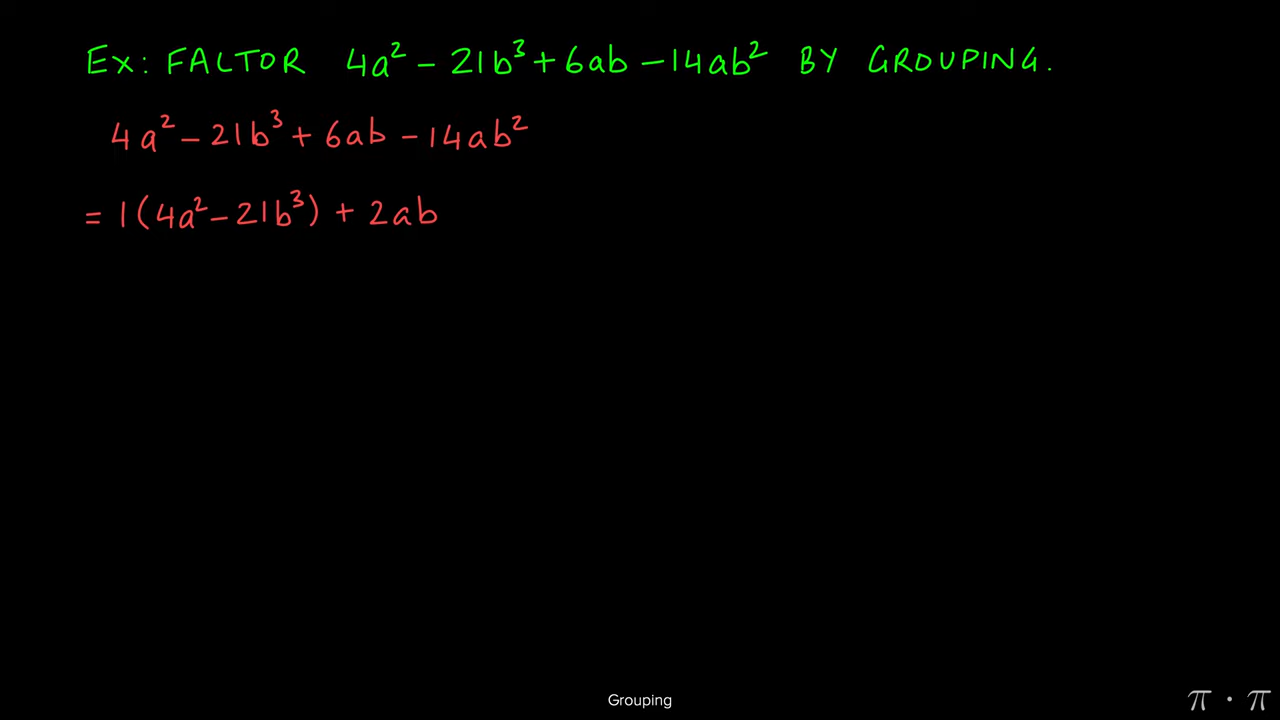 Ex: FACTOR 4a² – 21b³ + 6ab – 14ab² BY GROUPING.
4a² – 21b³ + 6ab – 14ab²
= 1(4a² – 21b³) + 2ab
Grouping
π · π